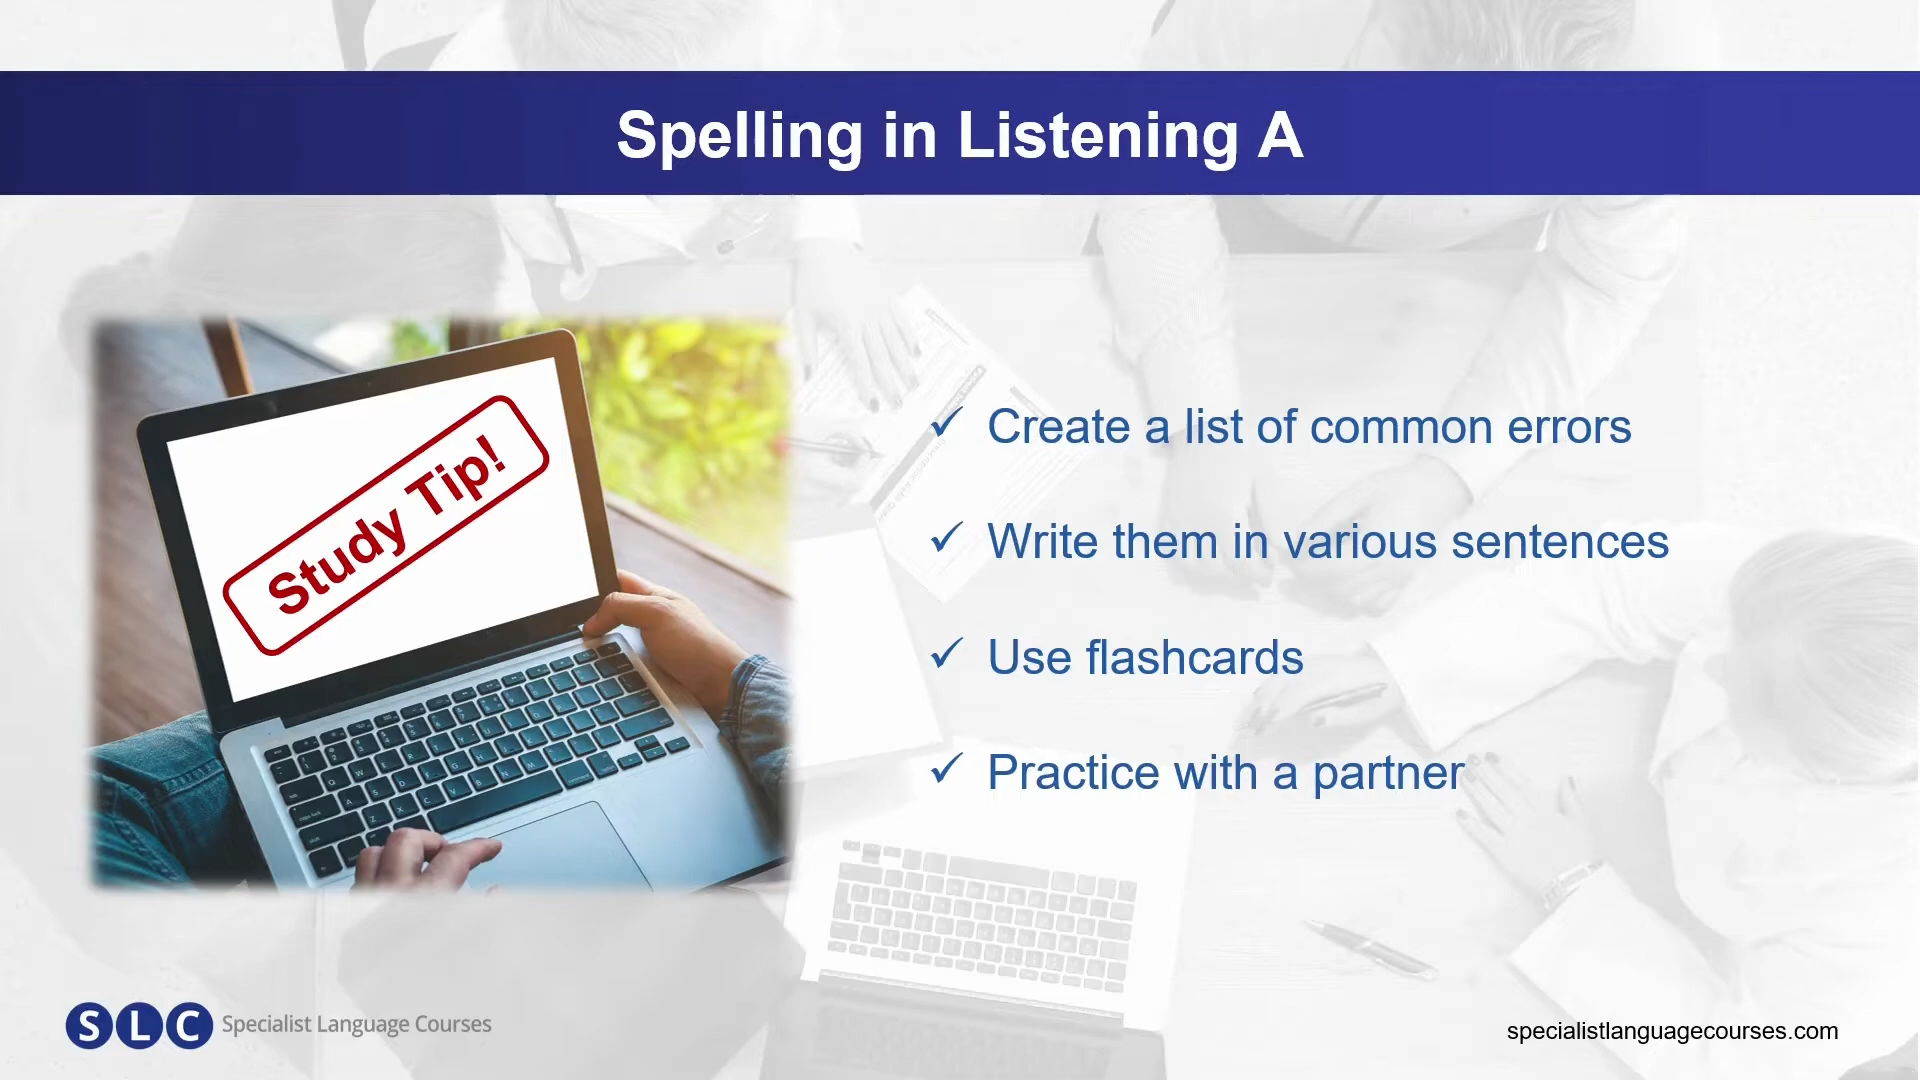 Spelling in Listening A
Study Tip!
✓ Create a list of common errors
✓ Write them in various sentences
✓ Use flashcards
✓ Practice with a partner
SLC Specialist Language Courses
specialistlanguagecourses.com